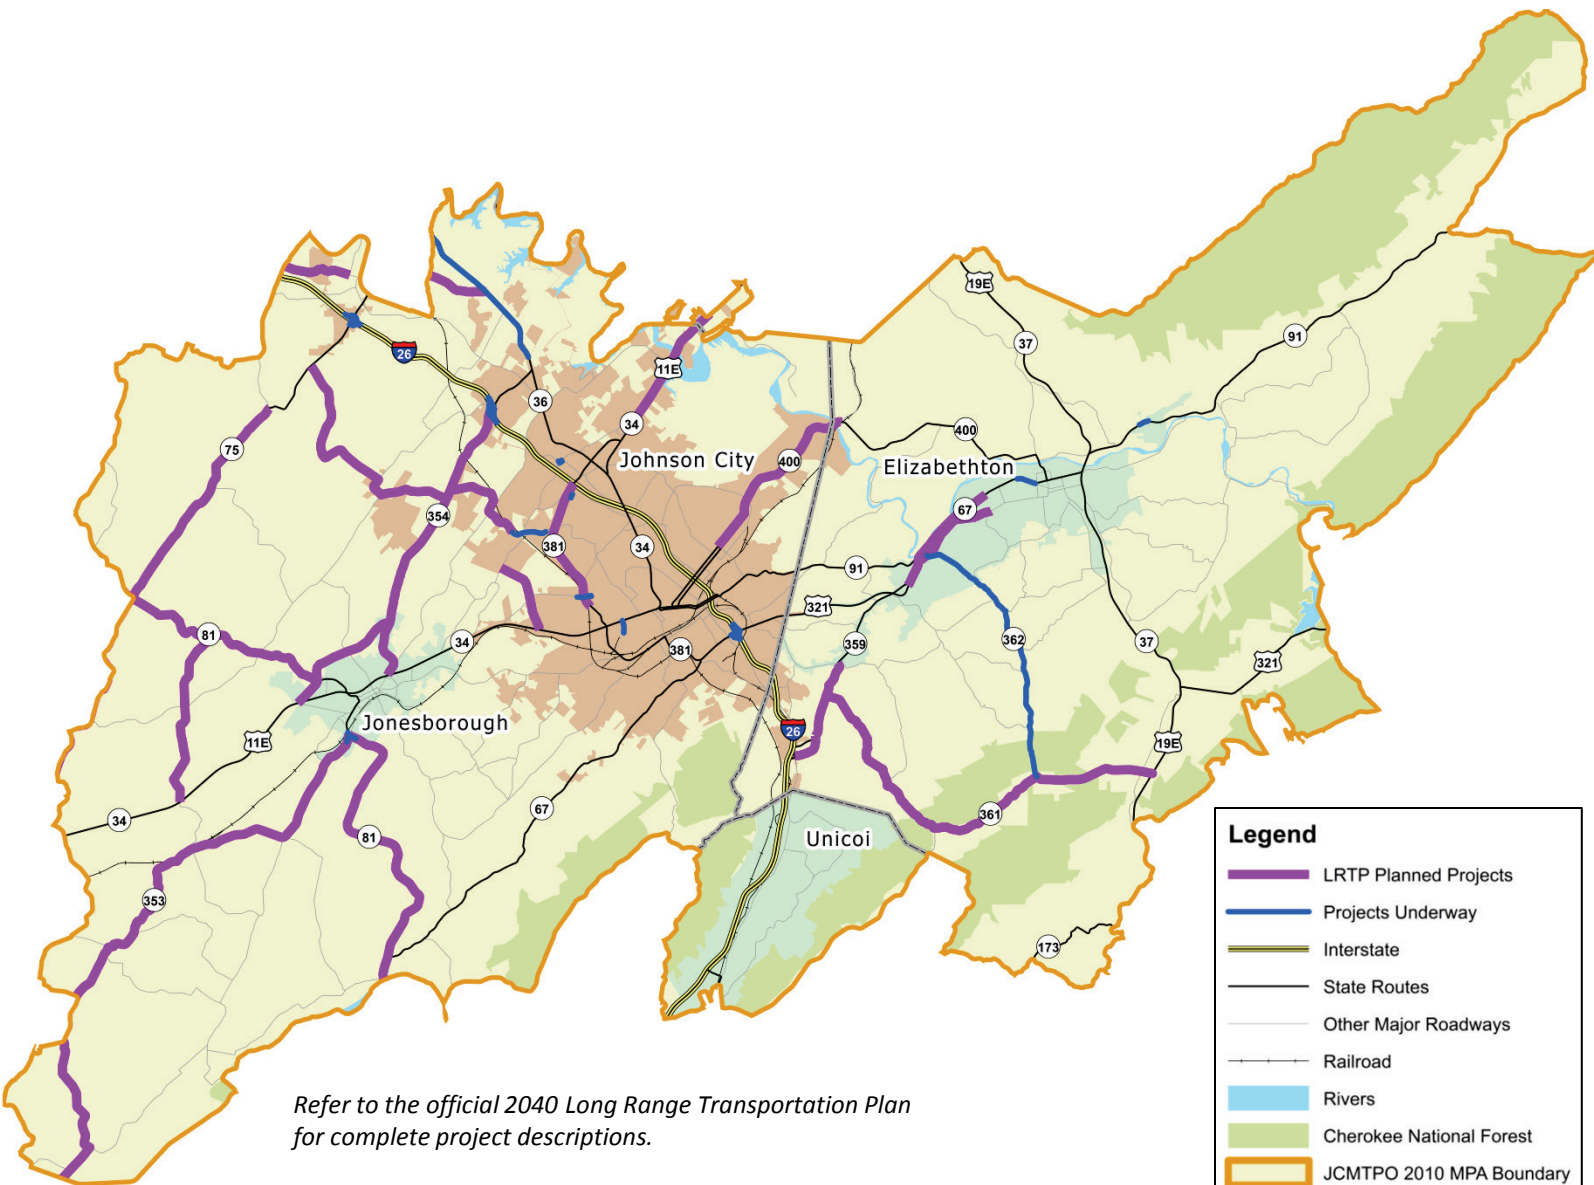 19E
37
91
26
11E
36
34
75
400
400
Johnson City
Elizabethton
67
354
381
34
91
321
81
34
381
359
362
37
321
Jonesborough
11E
26
19E
67
34
81
361
Unicoi
353
173
Legend
LRTP Planned Projects
Projects Underway
Interstate
State Routes
Other Major Roadways
Railroad
Rivers
Cherokee National Forest
JCMTPO 2010 MPA Boundary
Refer to the official 2040 Long Range Transportation Plan
for complete project descriptions.